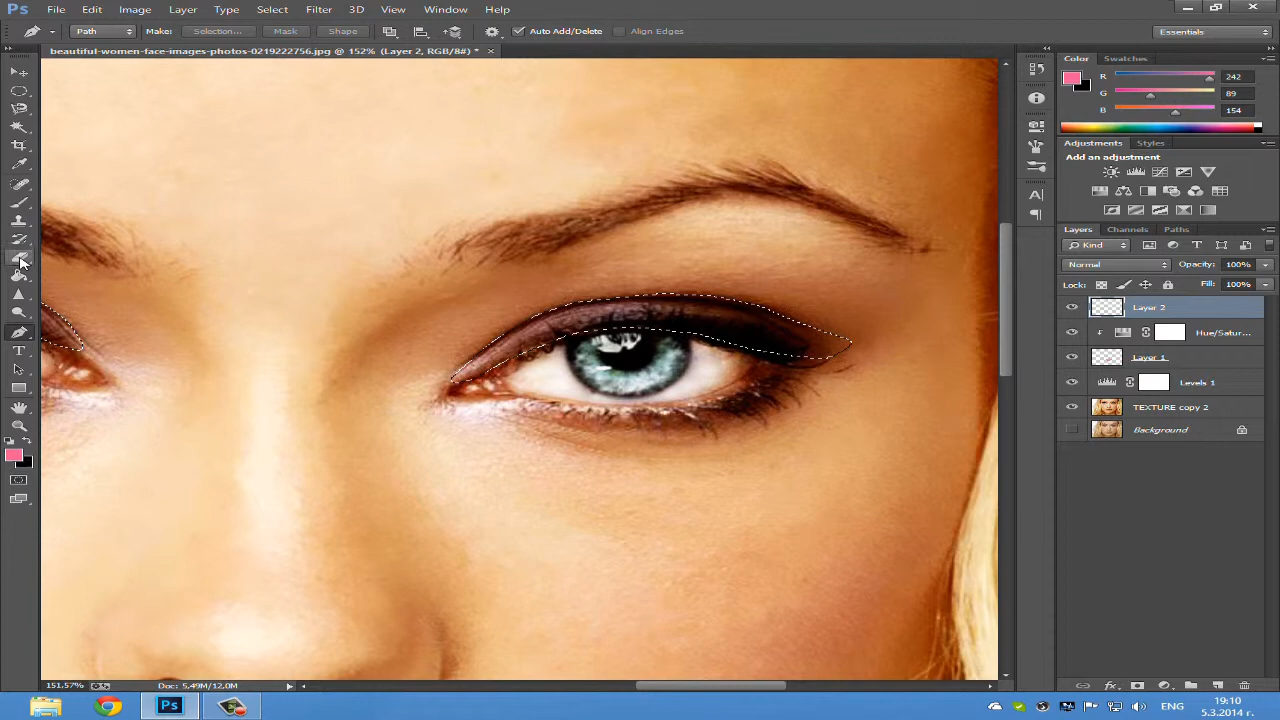 Ps File Edit Image Layer Type Select Filter 3D View Window Help
Path Make: Selection... Mask Shape Auto Add/Delete Align Edges Essentials
beautiful-women-face-images-photos-0219222756.jpg @ 152% (Layer 2, RGB/8#) * ×
Color Swatches
R 242
G 89
B 154
Adjustments Styles
Add an adjustment
Layers Channels Paths
Kind
Normal Opacity: 100%
Lock: Fill: 100%
Layer 2
Hue/Satur...
Layer 1
Levels 1
TEXTURE copy 2
Background
151,57% Doc: 5,49M/12,0M
fx
Ps ENG 19:10
5.3.2014 г.